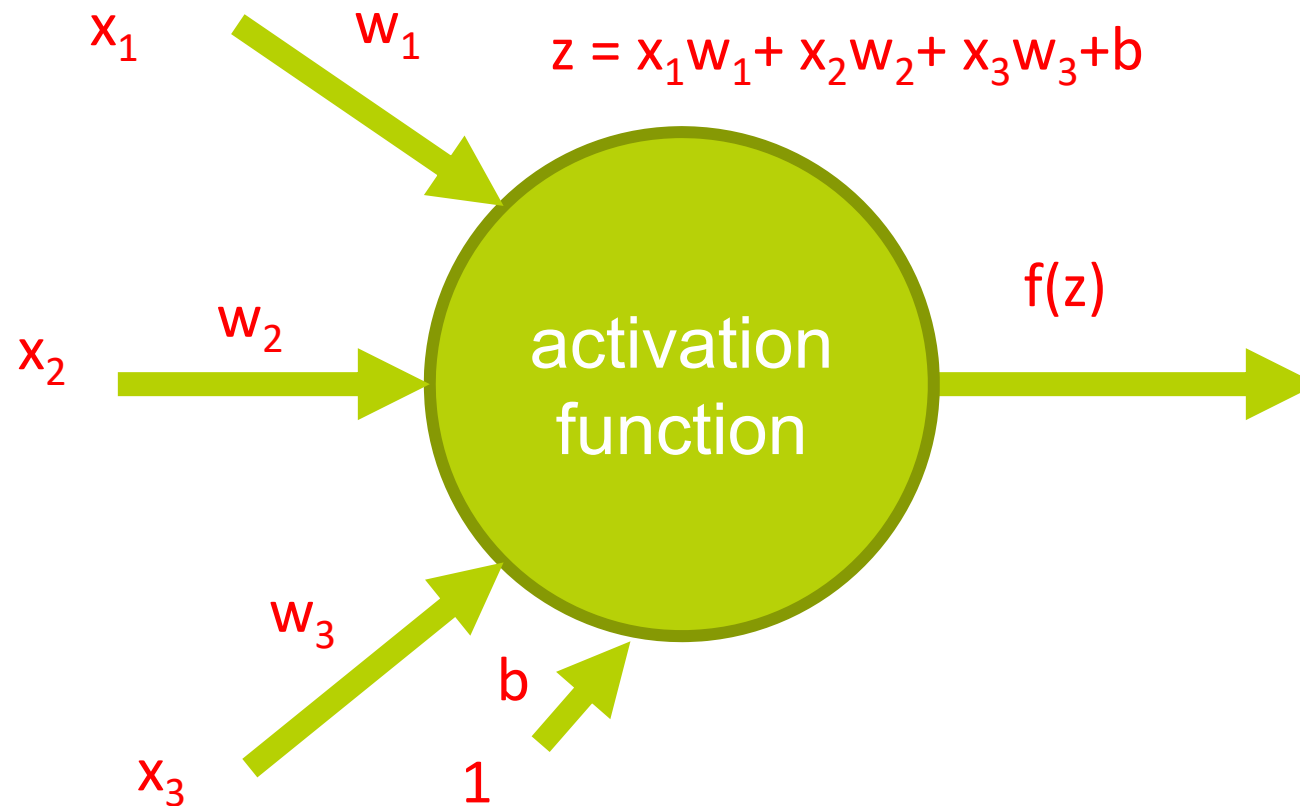 x₁
w₁
z = x₁w₁+ x₂w₂+ x₃w₃+b
w₂
x₂
activation
function
f(z)
w₃
b
x₃
1